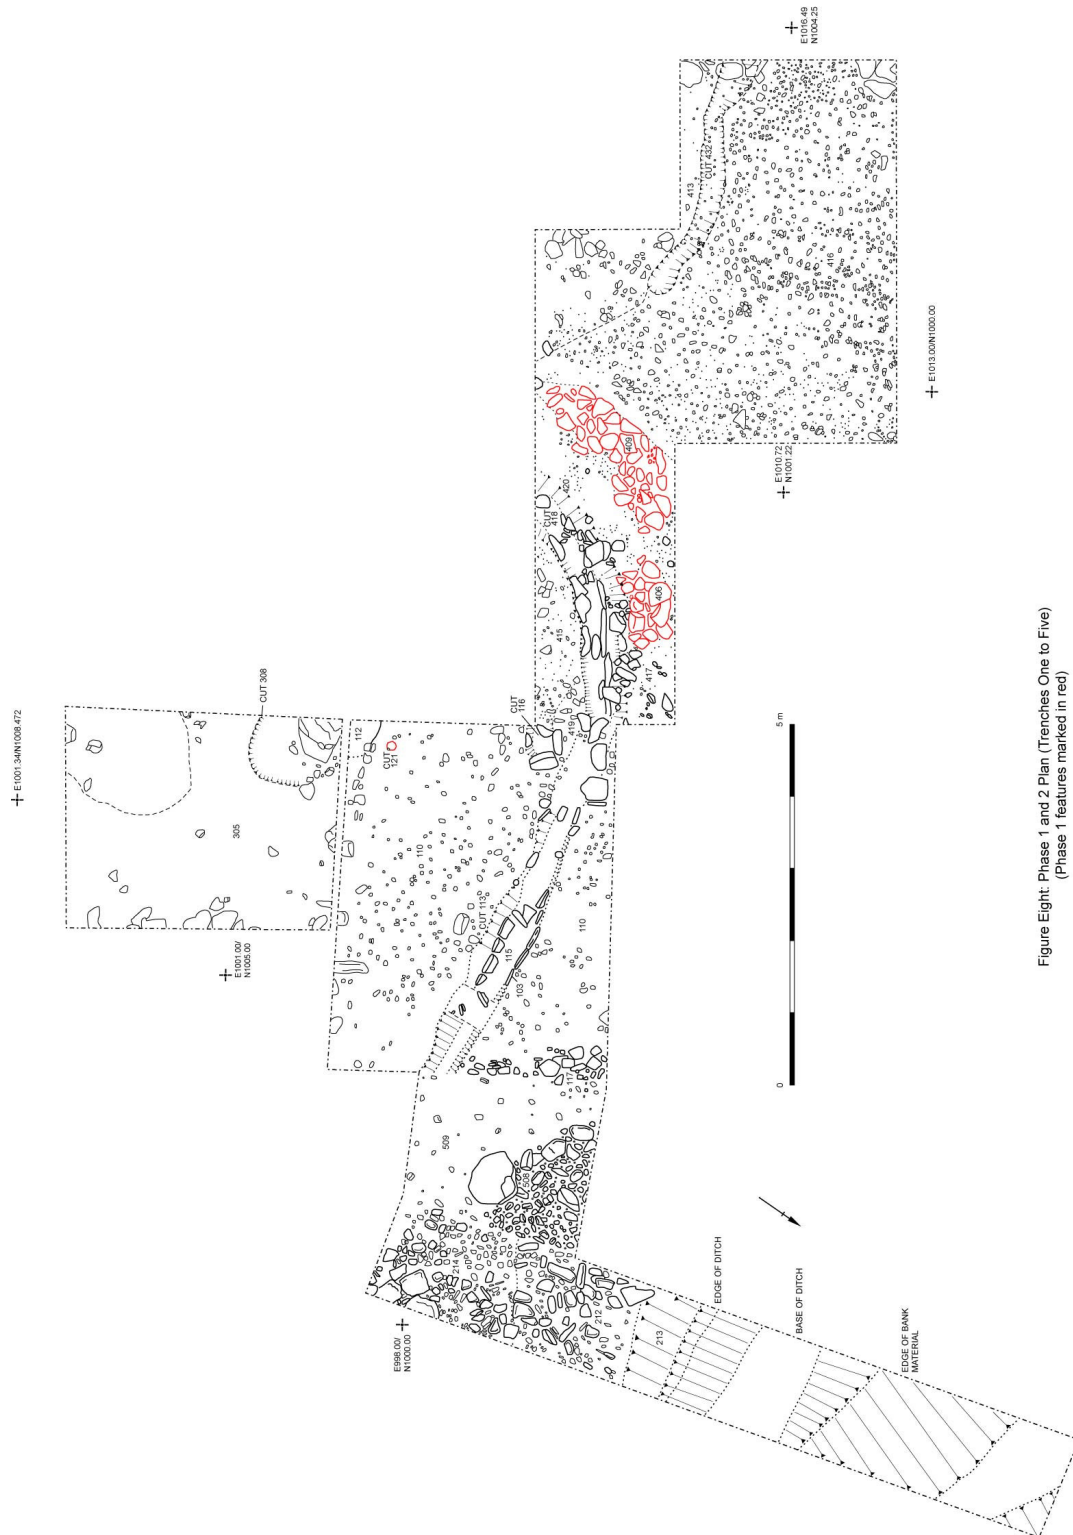 E1016.49
N1004.25
413
CUT 432
416
E1013.00/N1000.00
409
E1010.72
N1001.22
420
CUT
418
406
415
417
CUT
116
419
CUT 308
E1001.34/N1008.472
112
CUT
121
305
110
E1001.00/
N1005.00
CUT 113
115
103
110
117
509
508
214
212
E998.00/
N1000.00
213
EDGE OF DITCH
BASE OF DITCH
EDGE OF BANK
MATERIAL
0
5 m
Figure Eight: Phase 1 and 2 Plan (Trenches One to Five)
(Phase 1 features marked in red)